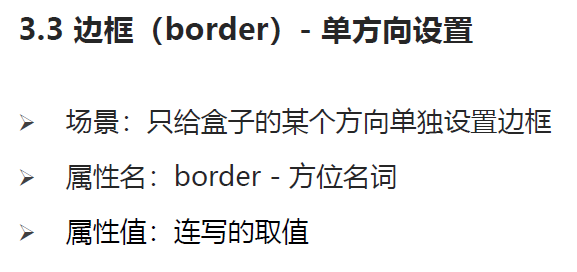 3.3 边框（border）- 单方向设置
➢ 场景：只给盒子的某个方向单独设置边框
➢ 属性名：border - 方位名词
➢ 属性值：连写的取值